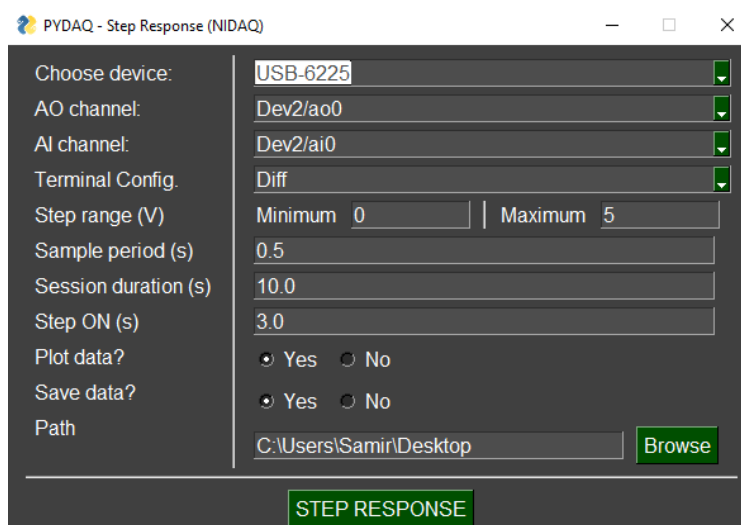 PYDAQ - Step Response (NIDAQ)
Choose device: USB-6225
AO channel: Dev2/ao0
AI channel: Dev2/ai0
Terminal Config. Diff
Step range (V) Minimum 0 Maximum 5
Sample period (s) 0.5
Session duration (s) 10.0
Step ON (s) 3.0
Plot data? Yes No
Save data? Yes No
Path C:\Users\Samir\Desktop Browse
STEP RESPONSE